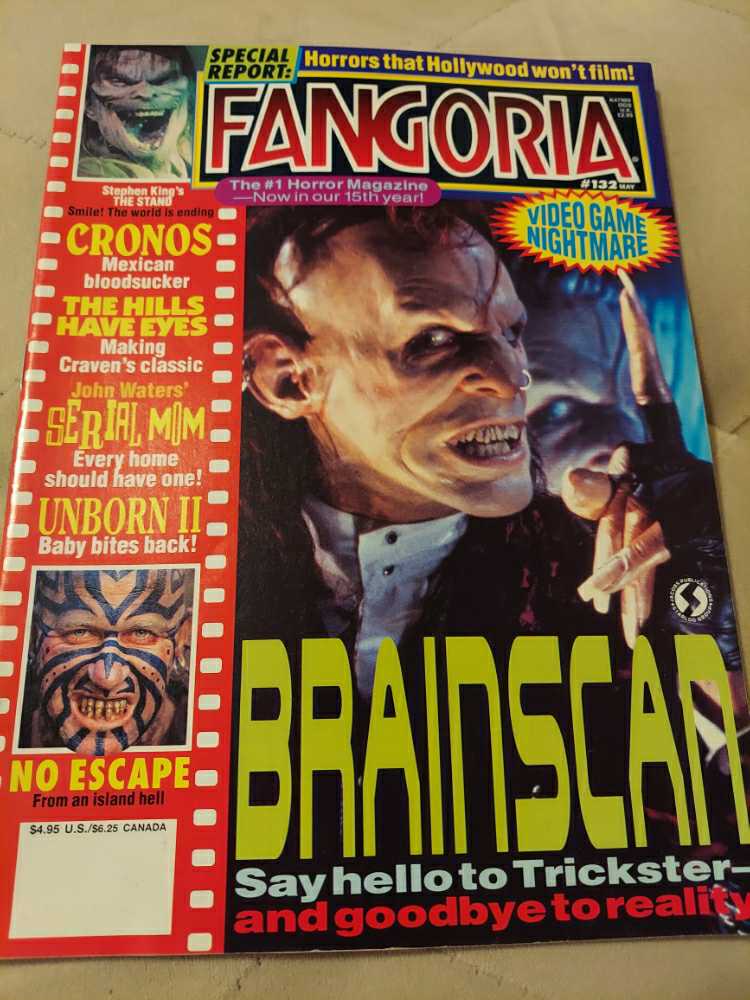 SPECIAL
REPORT:
Horrors that Hollywood won't film!
FANGORIA
#132 MAY
The #1 Horror Magazine
—Now in our 15th year!
VIDEO GAME
NIGHTMARE
Stephen King's
THE STAND
Smile! The world is ending
CRONOS
Mexican
bloodsucker
THE HILLS
HAVE EYES
Making
Craven's classic
John Waters'
SERIAL MOM
Every home
should have one!
UNBORN II
Baby bites back!
NO ESCAPE
From an island hell
$4.95 U.S./$6.25 CANADA
BRAINSCAN
Say hello to Trickster—
and goodbye to reality